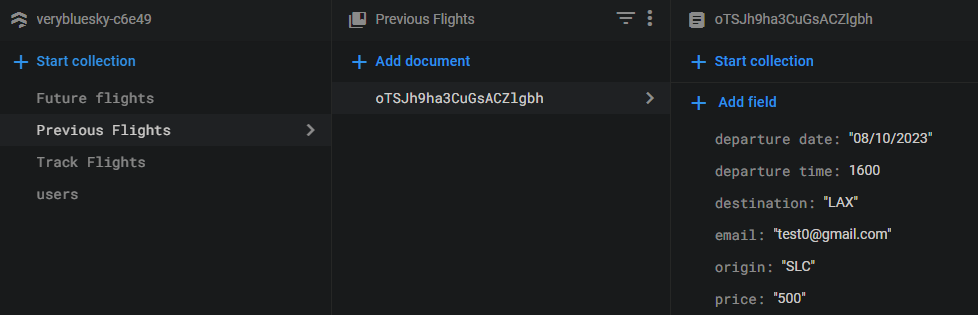 verybluesky-c6e49
Start collection
Future flights
Previous Flights
Track Flights
users
Previous Flights
Add document
oTSJh9ha3CuGsACZlgbh
oTSJh9ha3CuGsACZlgbh
Start collection
Add field
departure date: "08/10/2023"
departure time: 1600
destination: "LAX"
email: "test0@gmail.com"
origin: "SLC"
price: "500"